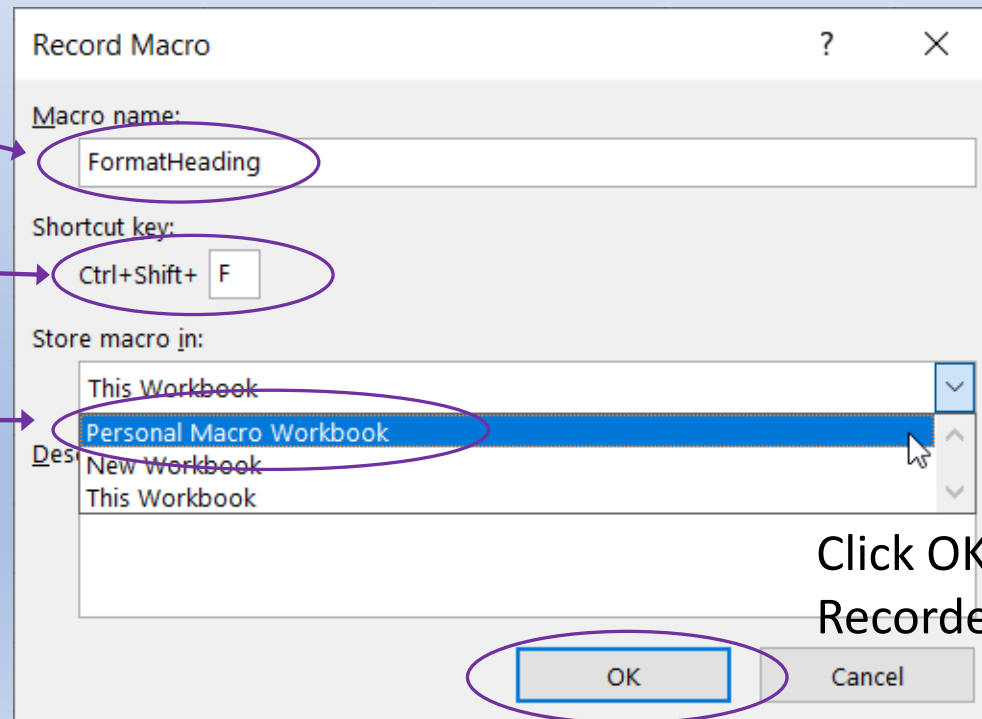 Record Macro ?
Macro name:
FormatHeading
Shortcut key:
Ctrl+Shift+ F
Store macro in:
This Workbook
Personal Macro Workbook
New Workbook
This Workbook
Click OK
OK
Cancel